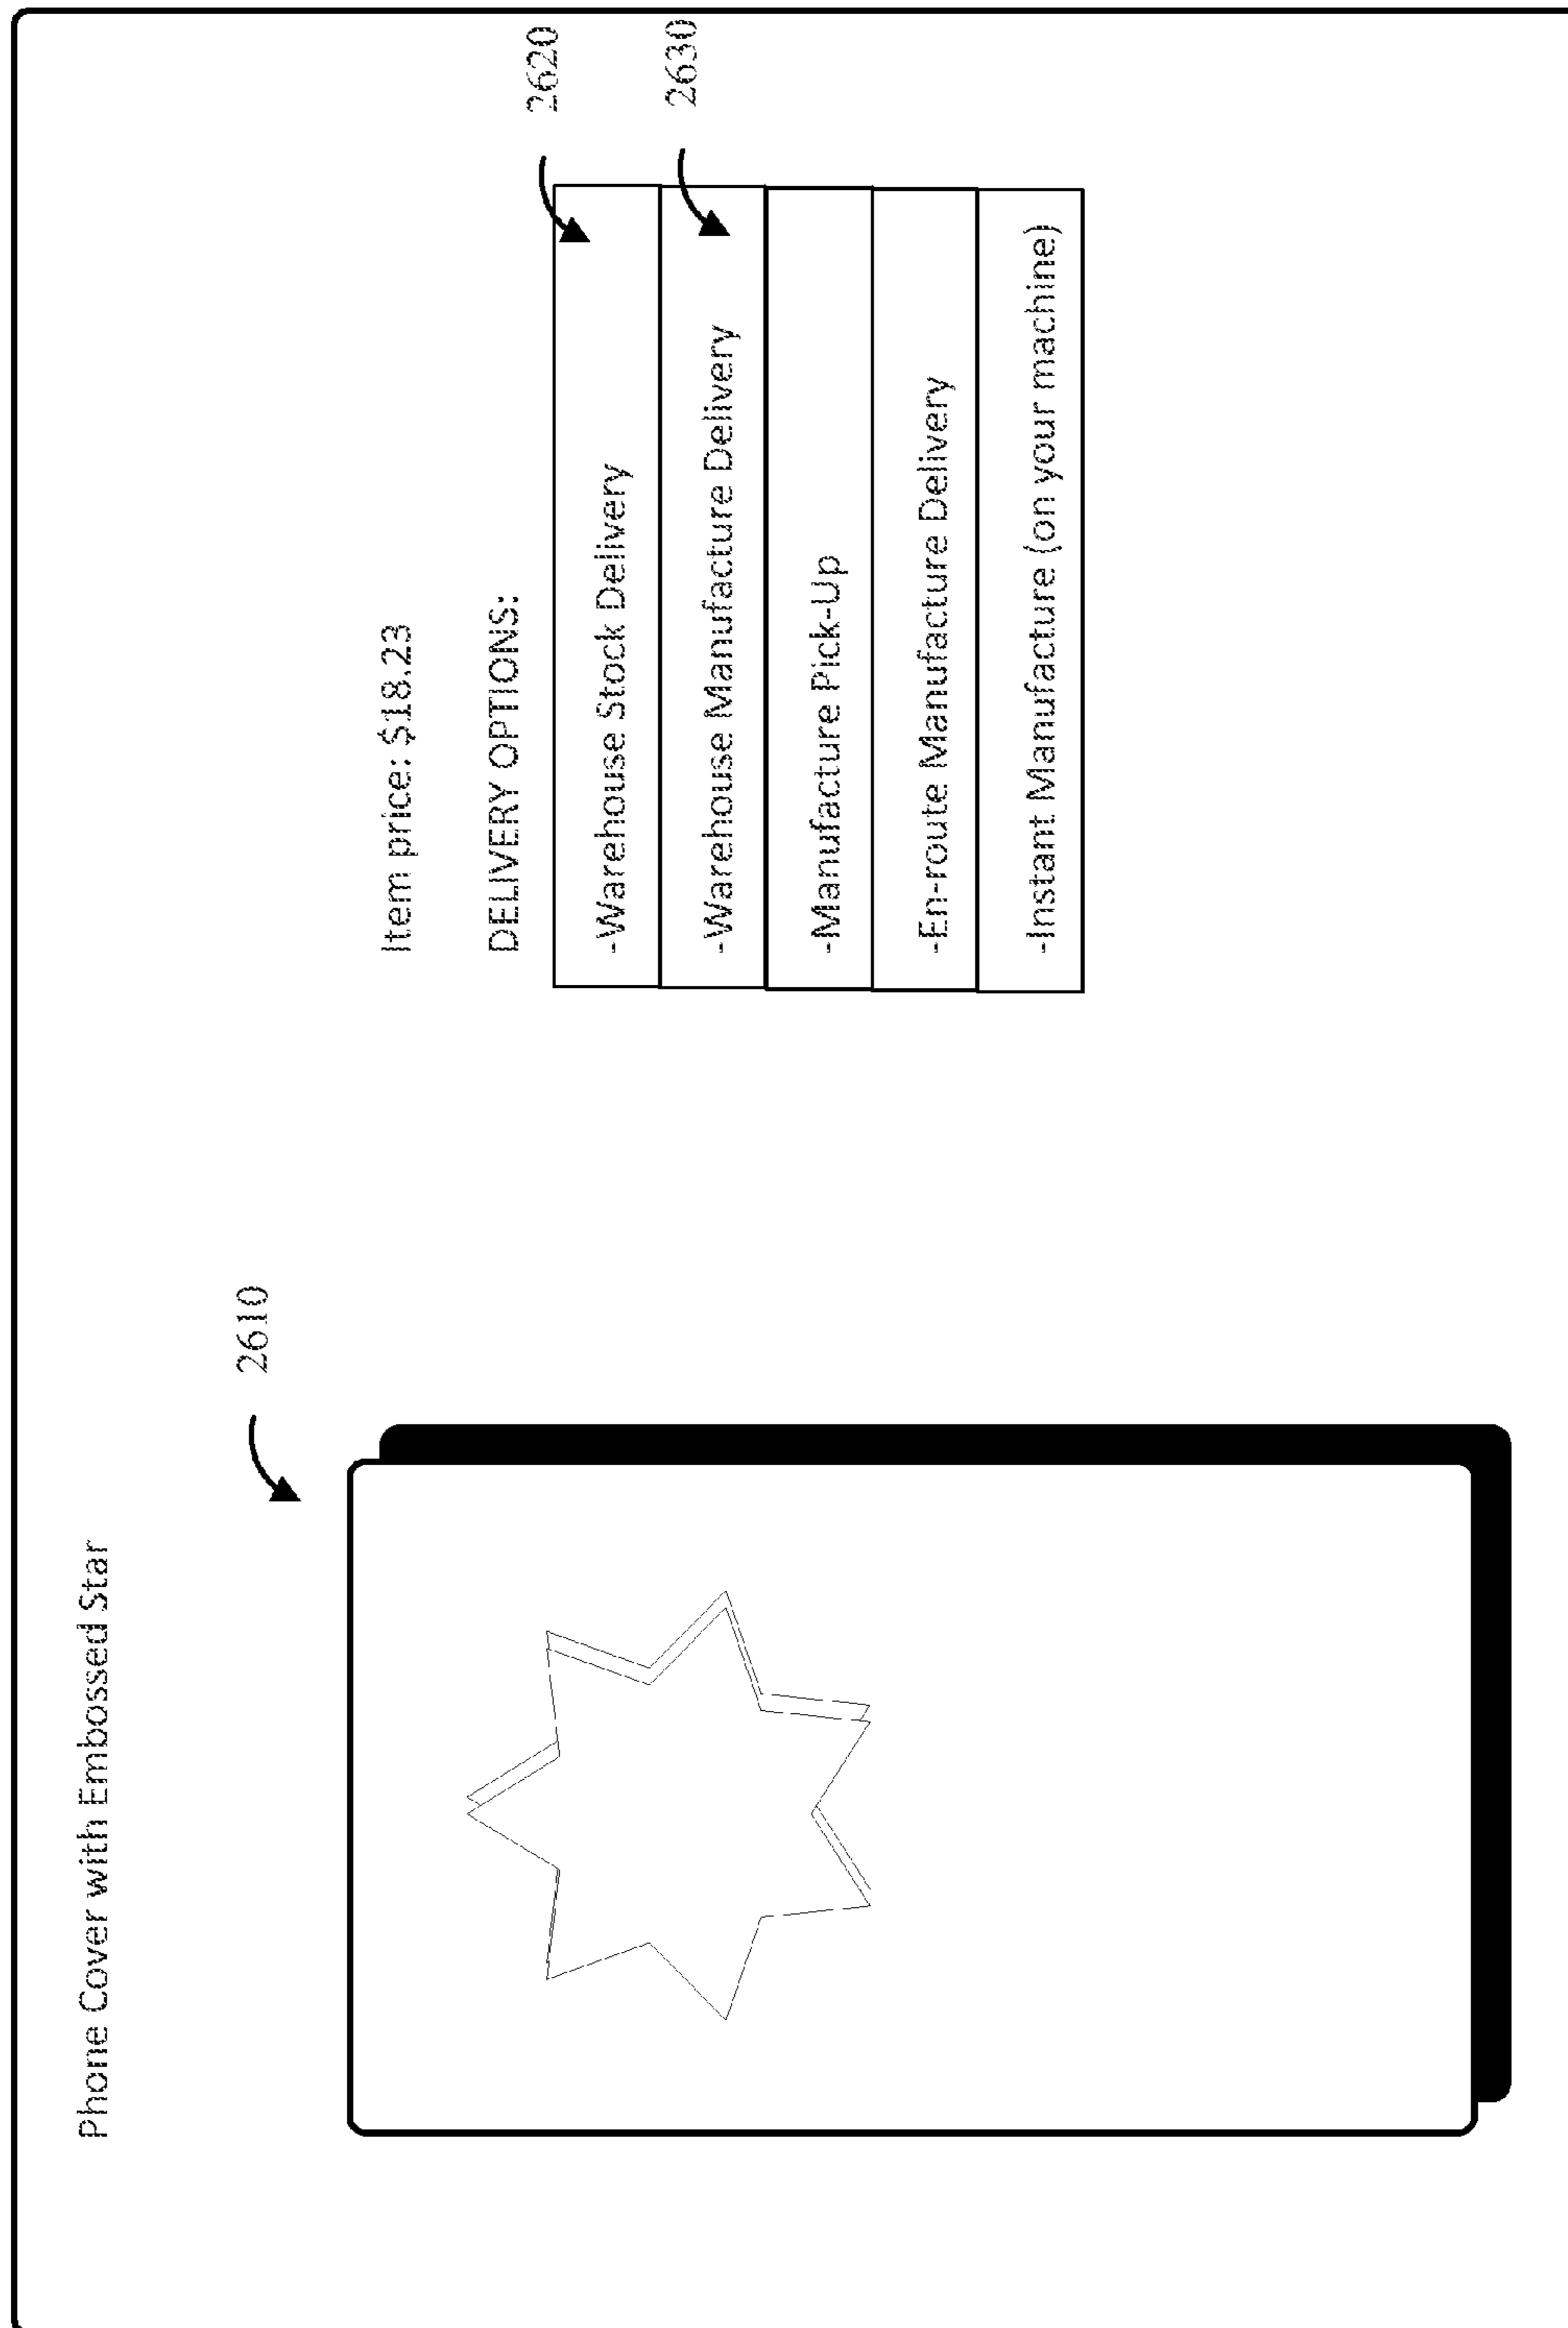 Phone Cover with Embossed Star
2610
Item price: $18.23
DELIVERY OPTIONS:
2620
-Warehouse Stock Delivery
2630
-Warehouse Manufacture Delivery
-Manufacture Pick-Up
-En-route Manufacture Delivery
-Instant Manufacture (on your machine)